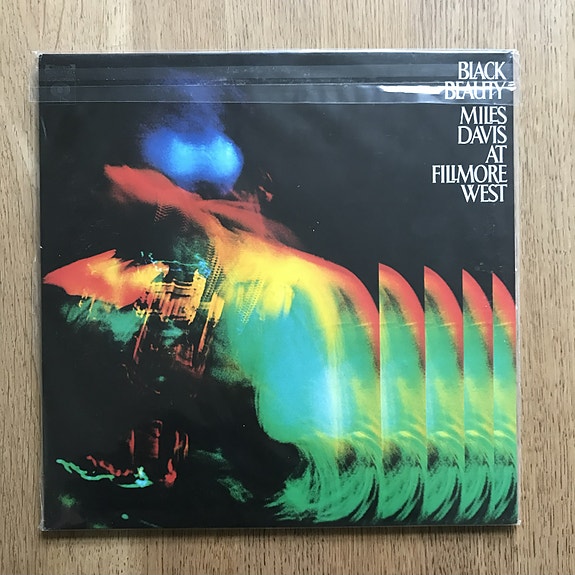 BLACK
BEAUTY
MILES
DAVIS
AT
FILLMORE
WEST